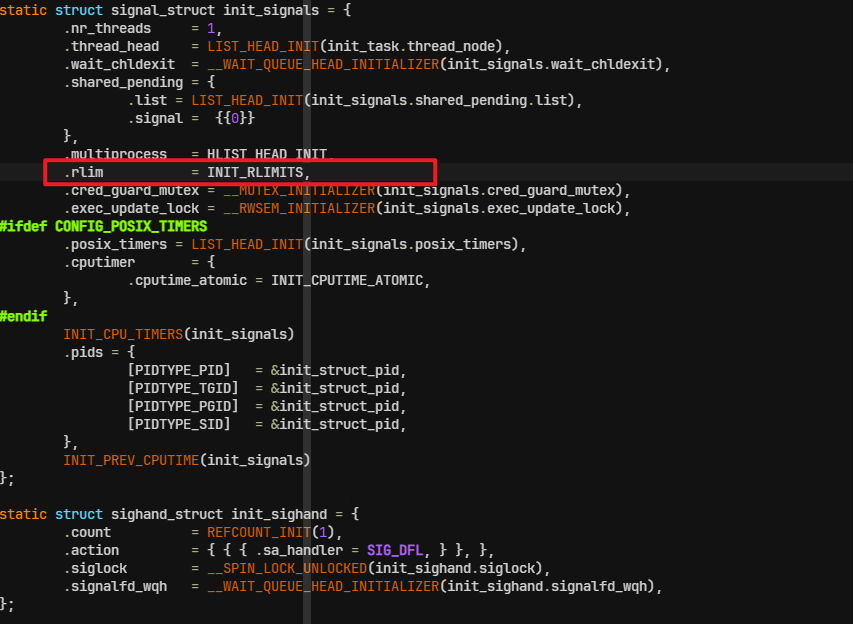 static struct signal_struct init_signals = {
        .nr_threads     = 1,
        .thread_head    = LIST_HEAD_INIT(init_task.thread_node),
        .wait_chldexit  = __WAIT_QUEUE_HEAD_INITIALIZER(init_signals.wait_chldexit),
        .shared_pending = {
                .list = LIST_HEAD_INIT(init_signals.shared_pending.list),
                .signal =  {{0}}
        },
        .multiprocess   = HLIST_HEAD_INIT,
        .rlim           = INIT_RLIMITS,
        .cred_guard_mutex = __MUTEX_INITIALIZER(init_signals.cred_guard_mutex),
        .exec_update_lock = __RWSEM_INITIALIZER(init_signals.exec_update_lock),
#ifdef CONFIG_POSIX_TIMERS
        .posix_timers = LIST_HEAD_INIT(init_signals.posix_timers),
        .cputimer       = {
                .cputime_atomic = INIT_CPUTIME_ATOMIC,
        },
#endif
        INIT_CPU_TIMERS(init_signals)
        .pids = {
                [PIDTYPE_PID]   = &init_struct_pid,
                [PIDTYPE_TGID]  = &init_struct_pid,
                [PIDTYPE_PGID]  = &init_struct_pid,
                [PIDTYPE_SID]   = &init_struct_pid,
        },
        INIT_PREV_CPUTIME(init_signals)
};
static struct sighand_struct init_sighand = {
        .count          = REFCOUNT_INIT(1),
        .action         = { { { .sa_handler = SIG_DFL, } }, },
        .siglock        = __SPIN_LOCK_UNLOCKED(init_sighand.siglock),
        .signalfd_wqh   = __WAIT_QUEUE_HEAD_INITIALIZER(init_sighand.signalfd_wqh),
};